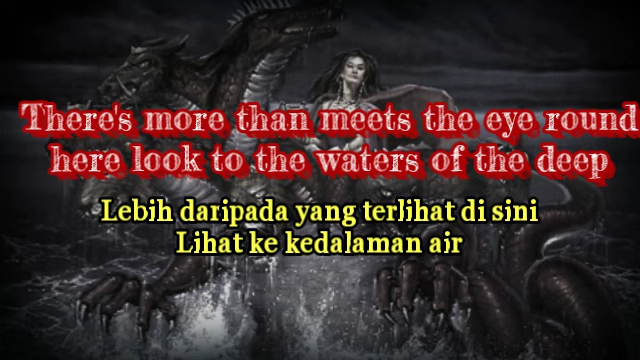 There's more than meets the eye round
here look to the waters of the deep
Lebih daripada yang terlihat di sini
Lihat ke kedalaman air